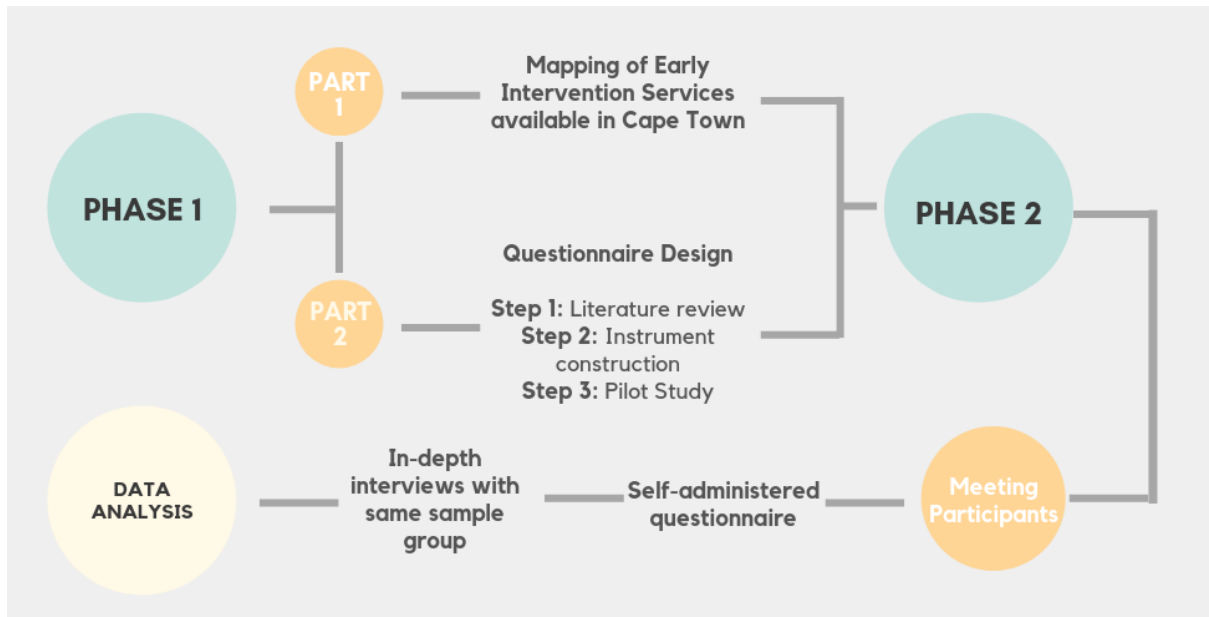 PHASE 1
PART
1
Mapping of Early
Intervention Services
available in Cape Town
PART
2
Questionnaire Design
Step 1: Literature review
Step 2: Instrument
construction
Step 3: Pilot Study
PHASE 2
Meeting
Participants
Self-administered
questionnaire
In-depth
interviews with
same sample
group
DATA
ANALYSIS